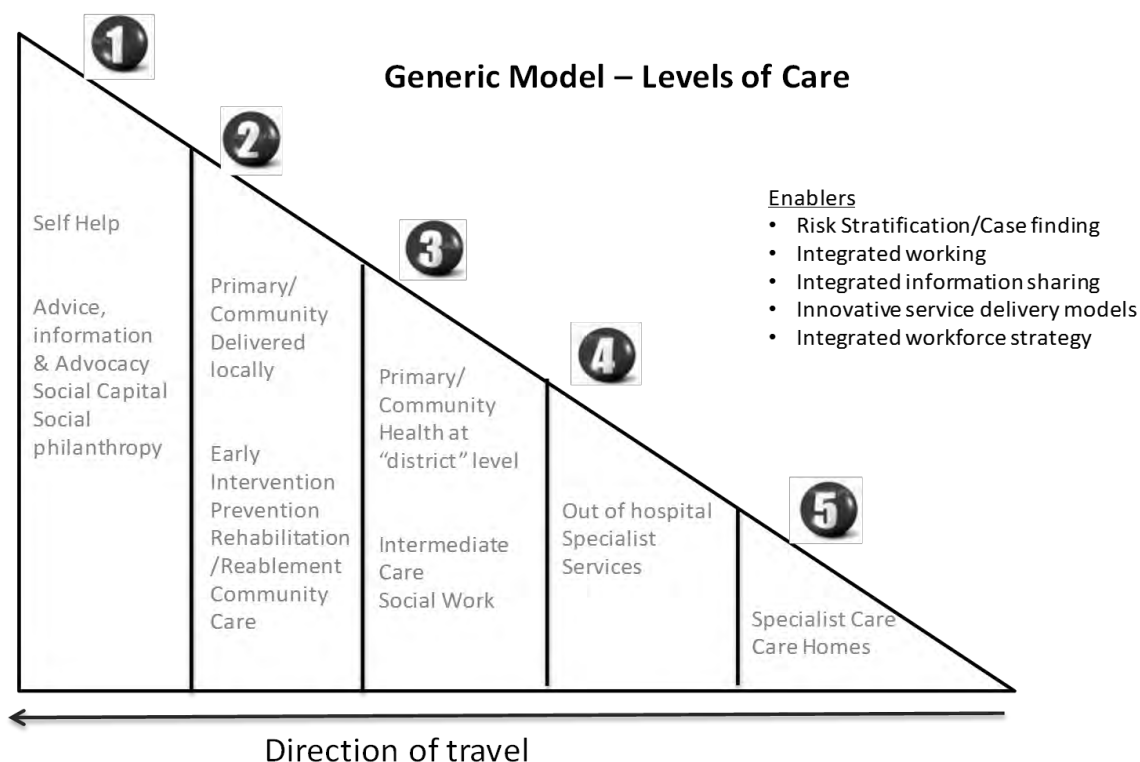 Generic Model – Levels of Care
1
Self Help
Advice,
information
& Advocacy
Social Capital
Social
philanthropy
2
Primary/
Community
Delivered
locally
Early
Intervention
Prevention
Rehabilitation
/Reablement
Community
Care
3
Primary/
Community
Health at
“district” level
Intermediate
Care
Social Work
4
Out of hospital
Specialist
Services
5
Specialist Care
Care Homes
Enablers
• Risk Stratification/Case finding
• Integrated working
• Integrated information sharing
• Innovative service delivery models
• Integrated workforce strategy
Direction of travel